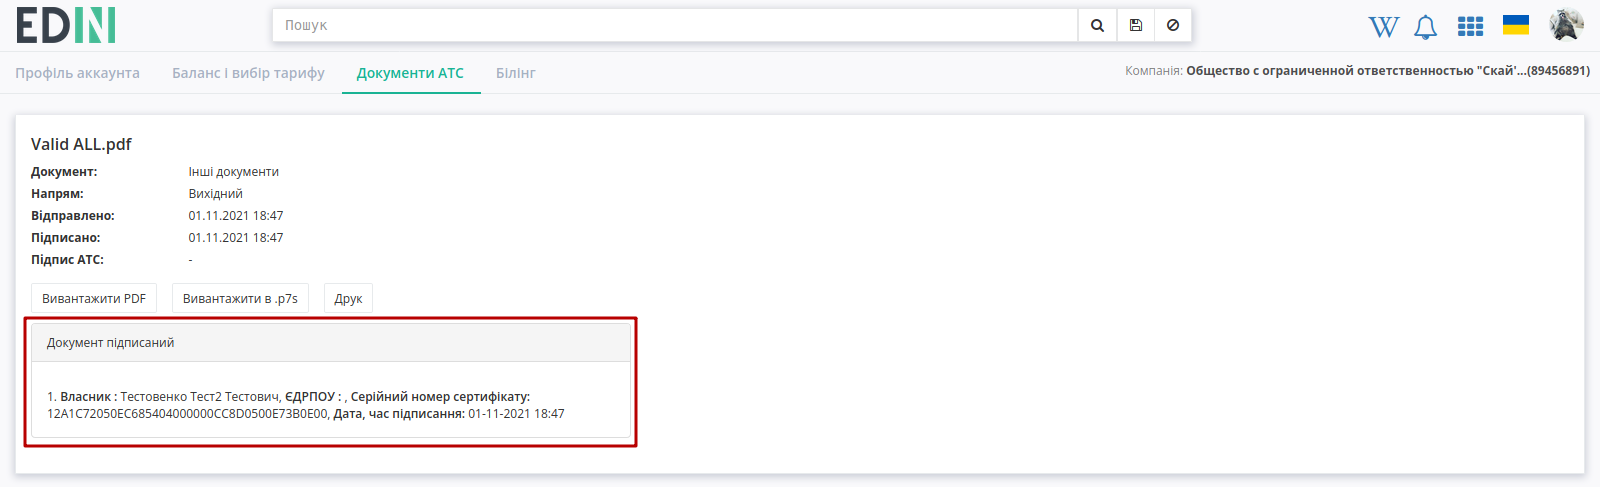 EDIN
Пошук
Профіль аккаунта
Баланс і вибір тарифу
Документи АТС
Білінг
Компанія: Общество с ограниченной ответственностью "Скай'...(89456891)
Valid ALL.pdf
Документ: Інші документи
Напрям: Вихідний
Відправлено: 01.11.2021 18:47
Підписано: 01.11.2021 18:47
Підпис АТС: -
Вивантажити PDF
Вивантажити в .p7s
Друк
Документ підписаний
1. Власник : Тестовенко Тест2 Тестович, ЄДРПОУ : , Серійний номер сертифікату:
12A1C72050EC685404000000CC8D0500E73B0E00, Дата, час підписання: 01-11-2021 18:47